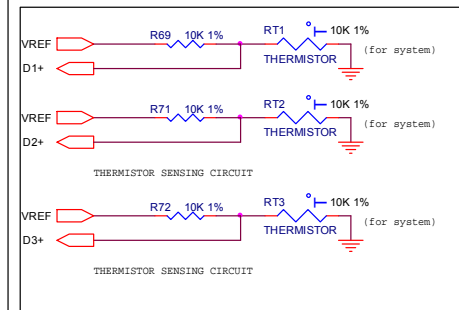 R69 10K 1% RT1 10K 1%
VREF (for system)
D1+ THERMISTOR
R71 10K 1% RT2 10K 1%
VREF (for system)
D2+ THERMISTOR
THERMISTOR SENSING CIRCUIT
R72 10K 1% RT3 10K 1%
VREF (for system)
D3+ THERMISTOR
THERMISTOR SENSING CIRCUIT